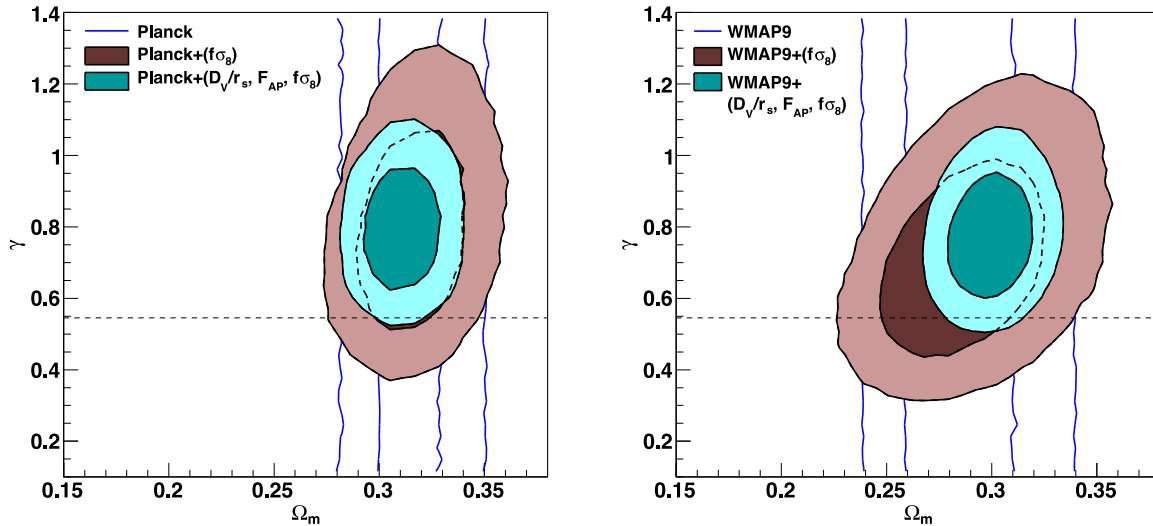 Planck
Planck+(fσ8)
Planck+(DV/rs, FAP, fσ8)
1.4
1.2
1
0.8
0.6
0.4
0.2
γ
0.15
0.2
0.25
0.3
0.35
Ωm
WMAP9
WMAP9+(fσ8)
WMAP9+
(DV/rs, FAP, fσ8)
1.4
1.2
1
0.8
0.6
0.4
0.2
γ
0.15
0.2
0.25
0.3
0.35
Ωm